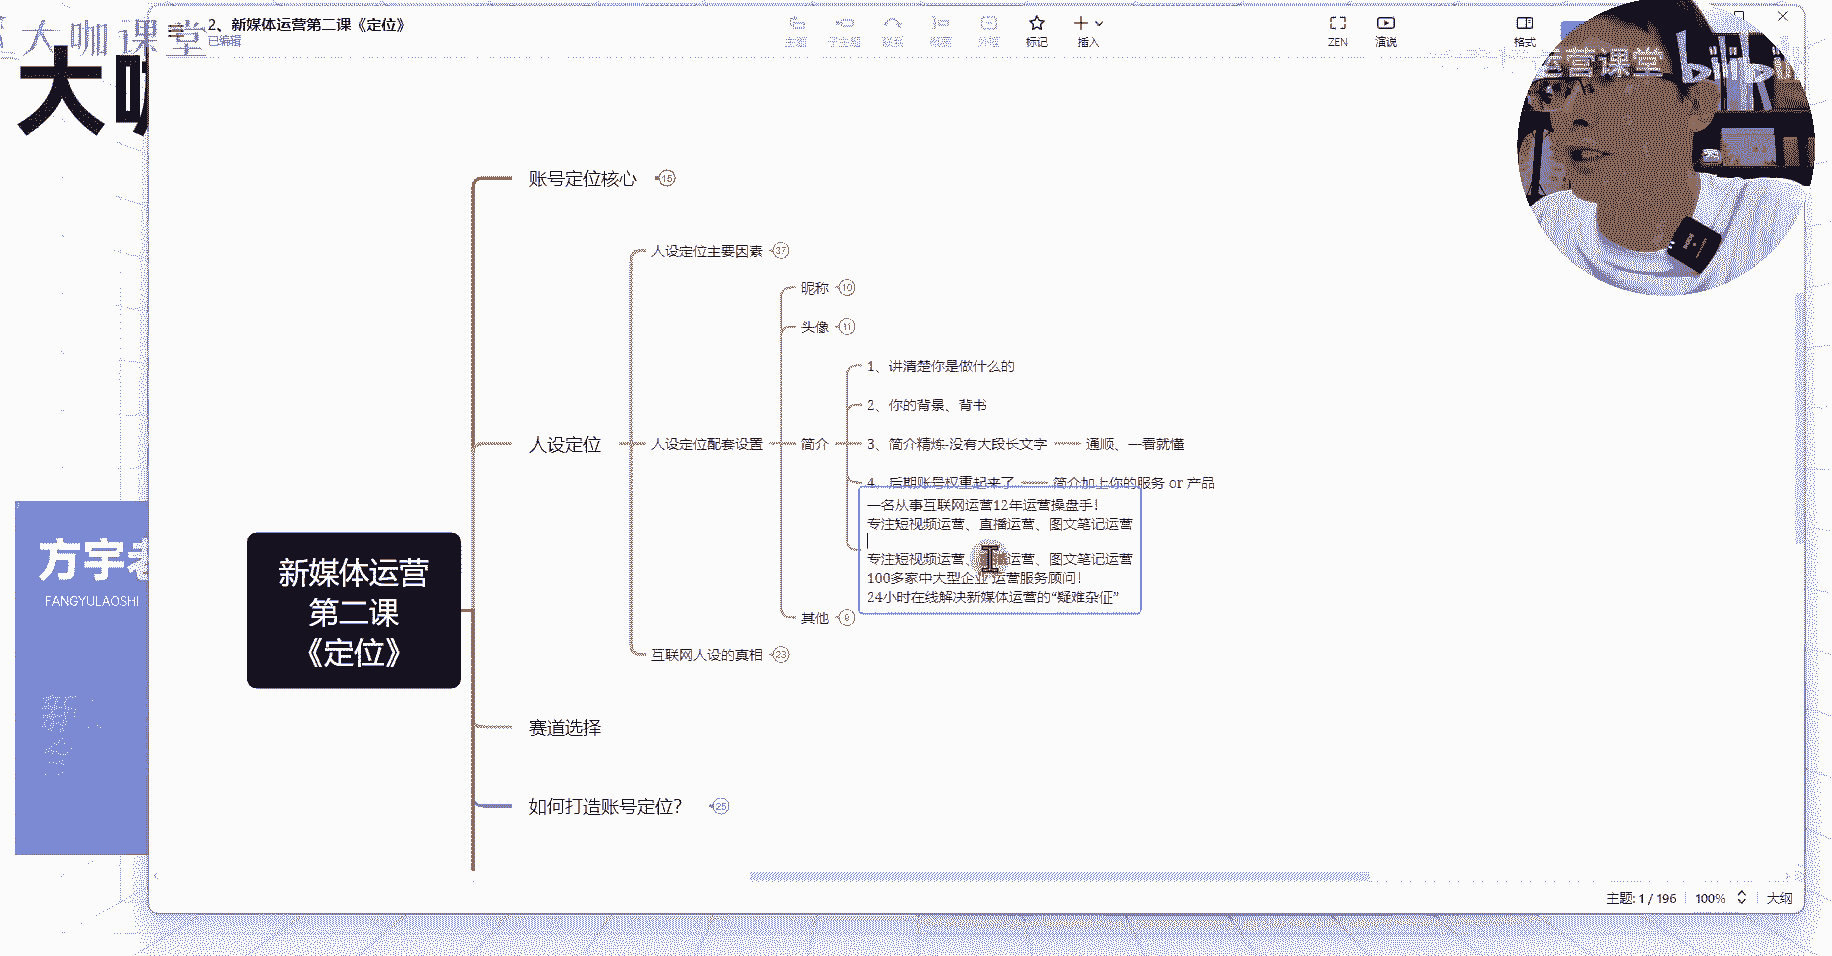 大咖课堂
大咖
2、新媒体运营第二课《定位》
已编辑
主题
子主题
联系
概要
外框
标记
插入
ZEN
演说
格式
运营课堂
bilibili
账号定位核心
15
人设定位主要因素
37
昵称
10
头像
11
1、讲清楚你是做什么的
2、你的背景、背书
人设定位
人设定位配套设置
简介
3、简介精炼-没有大段长文字
通顺、一看就懂
4、后期账号权重起来了
简介加上你的服务 or 产品
一名从事互联网运营12年运营操盘手！
专注短视频运营、直播运营、图文笔记运营
专注短视频运营、直播运营、图文笔记运营
100多家中大型企业 运营服务顾问！
24小时在线解决新媒体运营的“疑难杂症”
其他
互联网人设的真相
23
新媒体运营
第二课
《定位》
赛道选择
如何打造账号定位？
25
方宇老
FANGYULAOSHI
主题: 1 / 196
100%
大纲